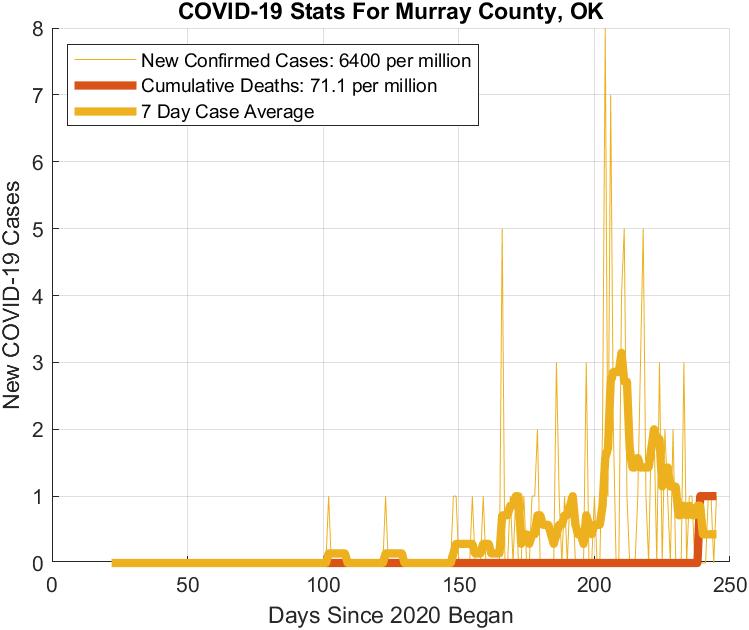 COVID-19 Stats For Murray County, OK
New Confirmed Cases: 6400 per million
Cumulative Deaths: 71.1 per million
7 Day Case Average
New COVID-19 Cases
8
7
6
5
4
3
2
1
0
0 50 100 150 200 250
Days Since 2020 Began